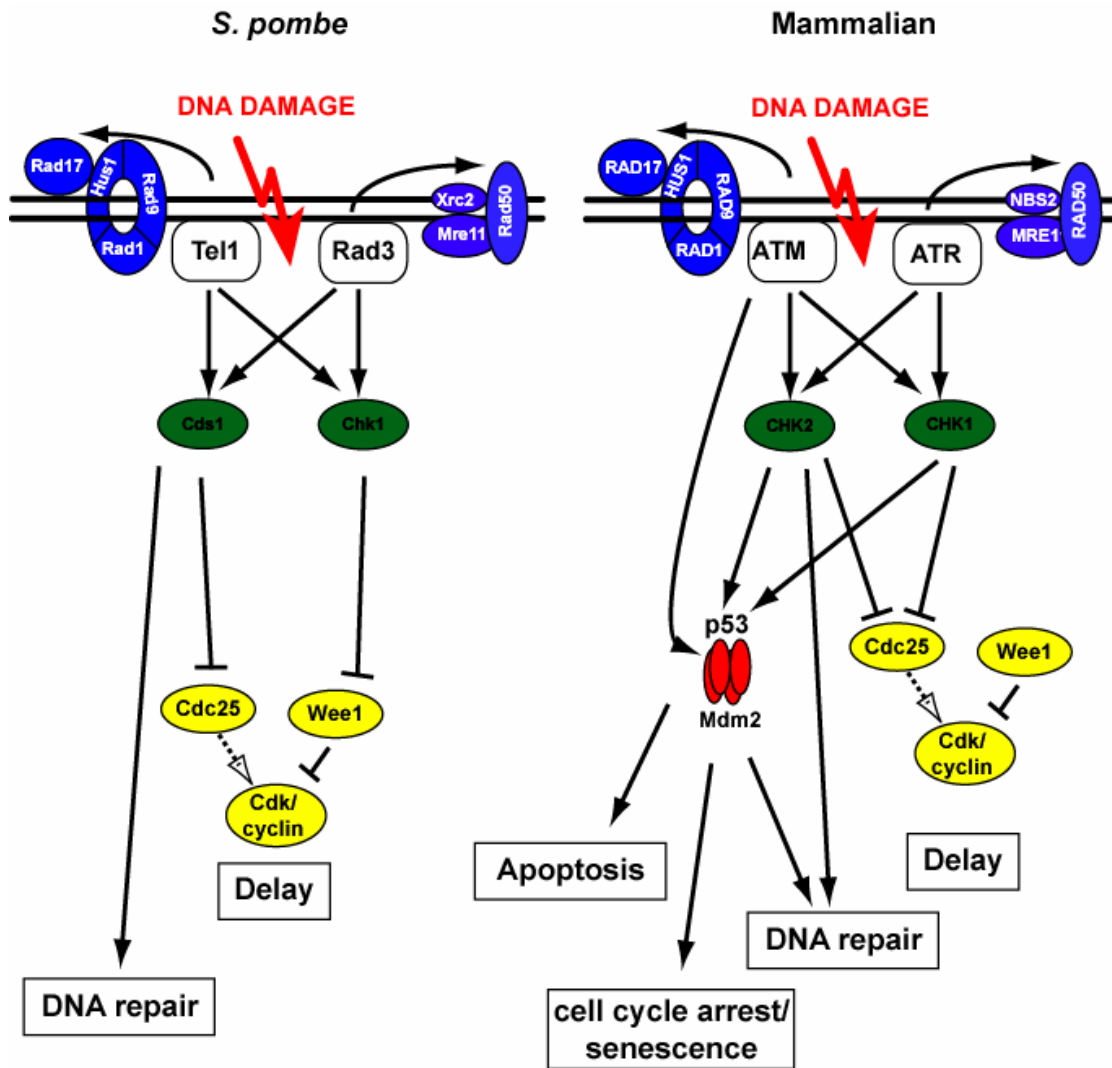 S. pombe
Mammalian
DNA DAMAGE
DNA DAMAGE
Rad17
Hus1
Rad9
Rad1
Xrc2
Mre11
Rad50
Tel1
Rad3
RAD17
HUS1
RAD9
RAD1
NBS2
MRE1
RAD50
ATM
ATR
Cds1
Chk1
CHK2
CHK1
p53
Mdm2
Cdc25
Wee1
Cdk/
cyclin
Cdc25
Wee1
Cdk/
cyclin
Delay
Delay
Apoptosis
DNA repair
DNA repair
cell cycle arrest/
senescence